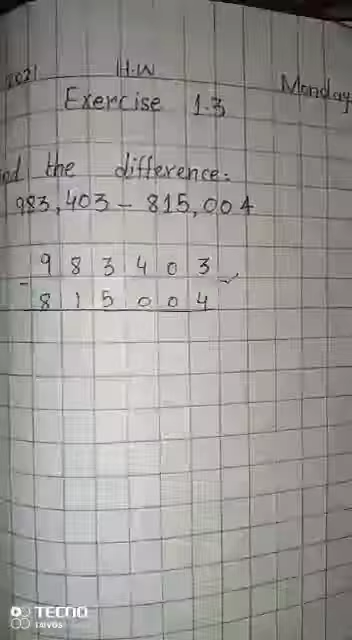 2021 H.W Monday
Exercise 1.3
the difference:
983,403 - 815,004
9 8 3 4 0 3
- 8 1 5 0 0 4
TECNO